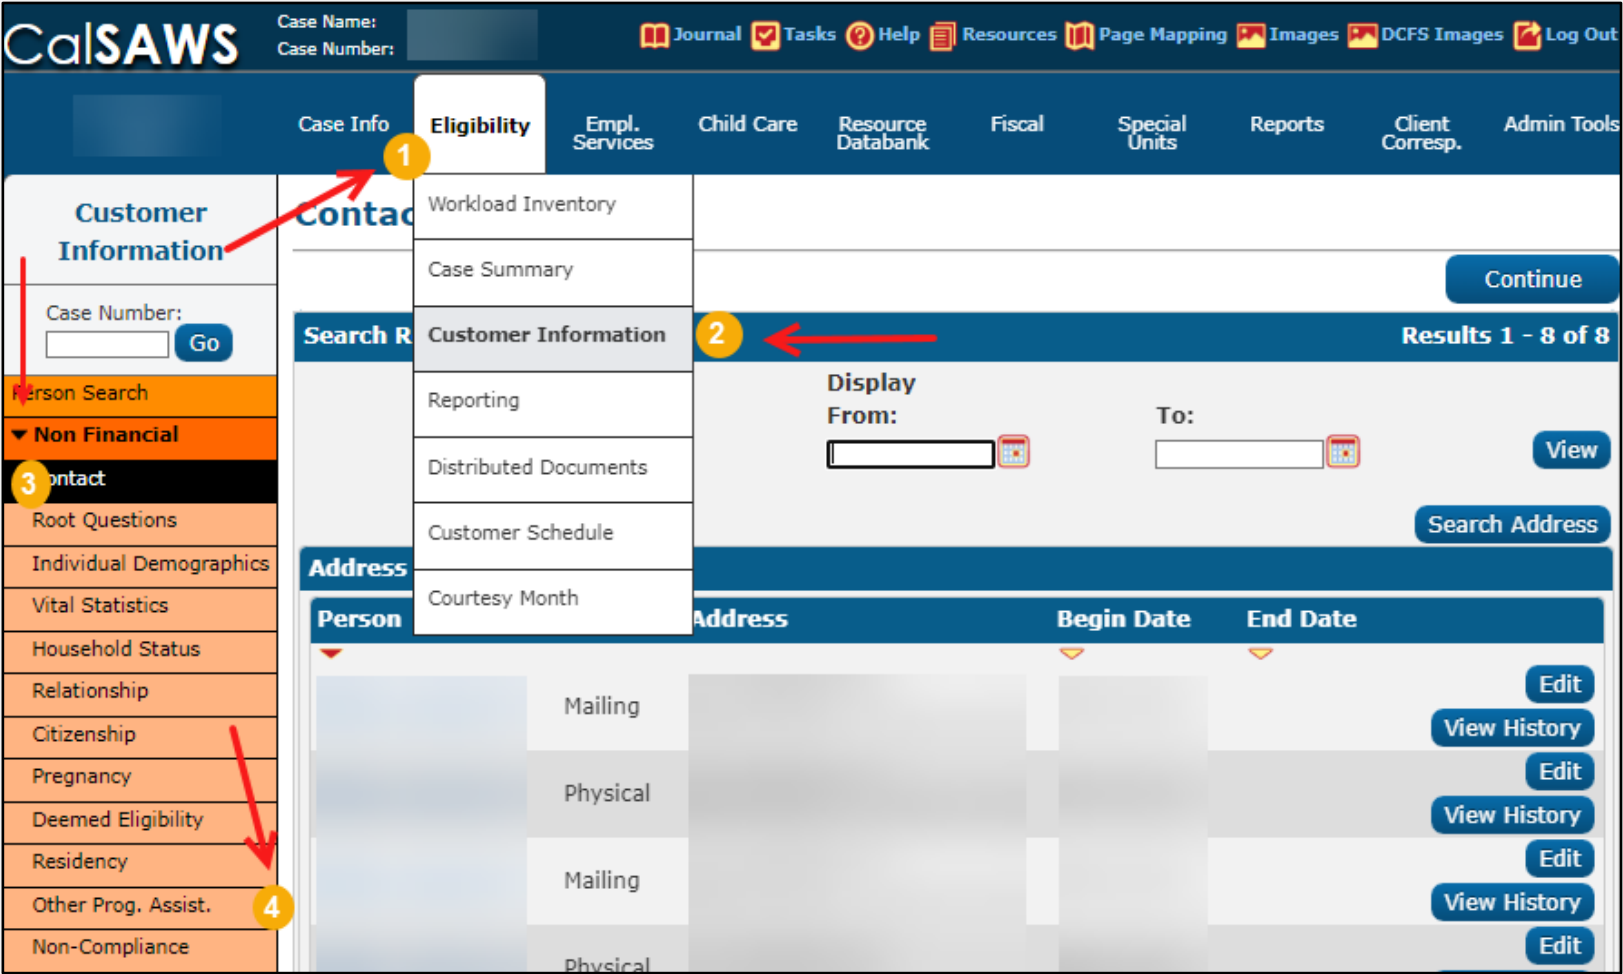 CalSAWS
Case Name:
Case Number:
Journal Tasks Help Resources Page Mapping Images DCFS Images Log Out
Case Info
Eligibility
Empl.
Services
Child Care
Resource
Databank
Fiscal
Special
Units
Reports
Client
Corresp.
Admin Tools
1
Customer
Information
Case Number:
Go
Person Search
Non Financial
3
Contact
Root Questions
Individual Demographics
Vital Statistics
Household Status
Relationship
Citizenship
Pregnancy
Deemed Eligibility
Residency
Other Prog. Assist.
4
Non-Compliance
Workload Inventory
Case Summary
Customer Information
2
Reporting
Distributed Documents
Customer Schedule
Courtesy Month
Contac
Continue
Search R
Results 1 - 8 of 8
Display
From:
To:
View
Search Address
Address
Person
Address
Begin Date
End Date
Mailing
Edit
View History
Physical
Edit
View History
Mailing
Edit
View History
Physical
Edit